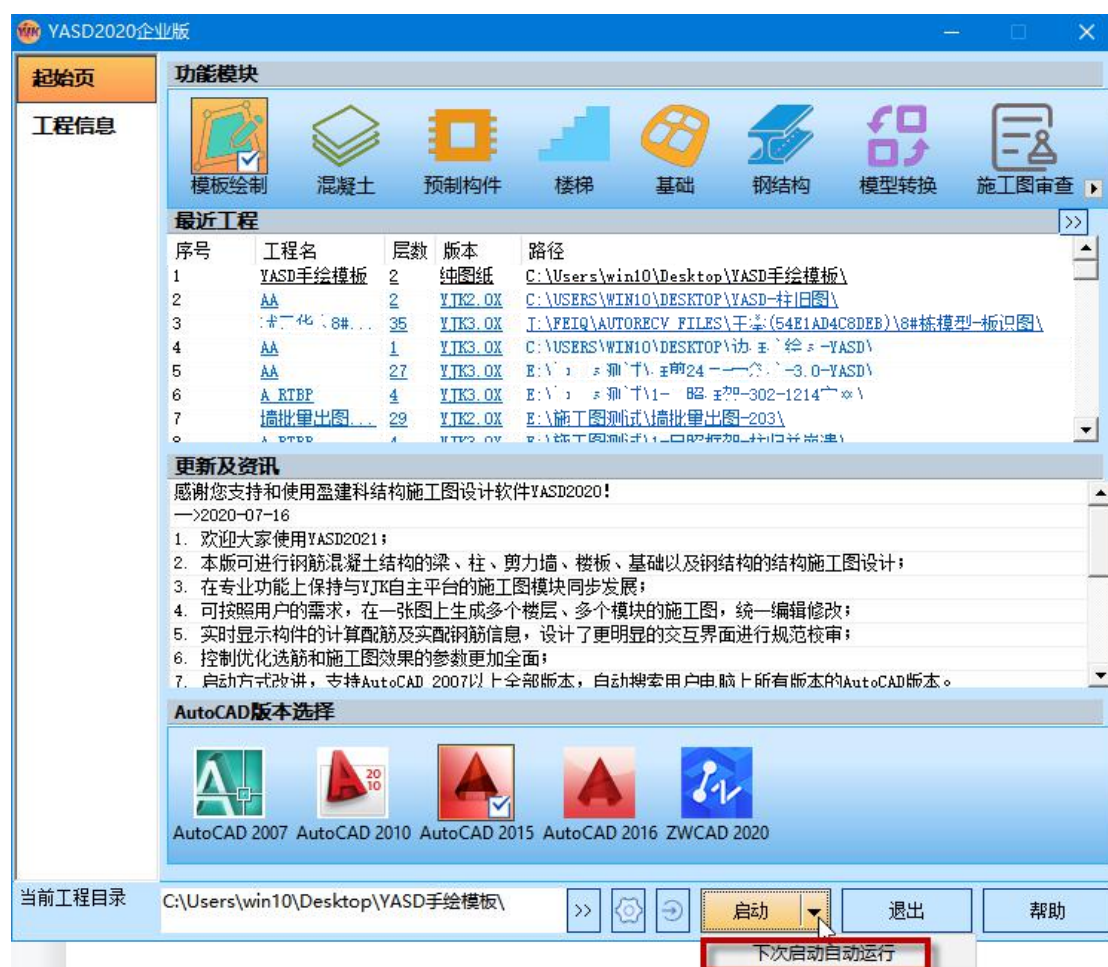 YASD2020企业版
起始页
工程信息
功能模块
模板绘制 混凝土 预制构件 楼梯 基础 钢结构 模型转换 施工图审查
最近工程
序号 工程名 层数 版本 路径
1 YASD手绘模板 2 纯图纸 C:\Users\win10\Desktop\YASD手绘模板\
2 AA 2 YJK2.0X C:\USERS\WIN10\DESKTOP\YASD-柱旧图\
3 8#... 35 YJK3.0X T:\FEIQ\AUTORECV FILES\(54E1AD4C8DEB)\8#栋模型-板识图\
4 AA 1 YJK3.0X C:\USERS\WIN10\DESKTOP\-YASD\
5 AA 27 YJK3.0X E:\-3.0-YASD\
6 A_RTBP 4 YJK3.0X E:\-302-1214
7 墙批量出图... 29 YJK2.0X E:\施工图测试\墙批量出图-203\
更新及资讯
感谢您支持和使用盈建科结构施工图设计软件YASD2020!
—>2020-07-16
1. 欢迎大家使用YASD2021;
2. 本版可进行钢筋混凝土结构的梁、柱、剪力墙、楼板、基础以及钢结构的结构施工图设计;
3. 在专业功能上保持与YJK自主平台的施工图模块同步发展;
4. 可按照用户的需求，在一张图上生成多个楼层、多个模块的施工图，统一编辑修改;
5. 实时显示构件的计算配筋及实配钢筋信息，设计了更明显的交互界面进行规范校审;
6. 控制优化选筋和施工图效果的参数更加全面;
7. 启动方式改进，支持AutoCAD 2007以上全部版本，自动搜索用户电脑上所有版本的AutoCAD版本。
AutoCAD版本选择
AutoCAD 2007 AutoCAD 2010 AutoCAD 2015 AutoCAD 2016 ZWCAD 2020
当前工程目录 C:\Users\win10\Desktop\YASD手绘模板\ >> 启动 退出 帮助
下次启动自动运行